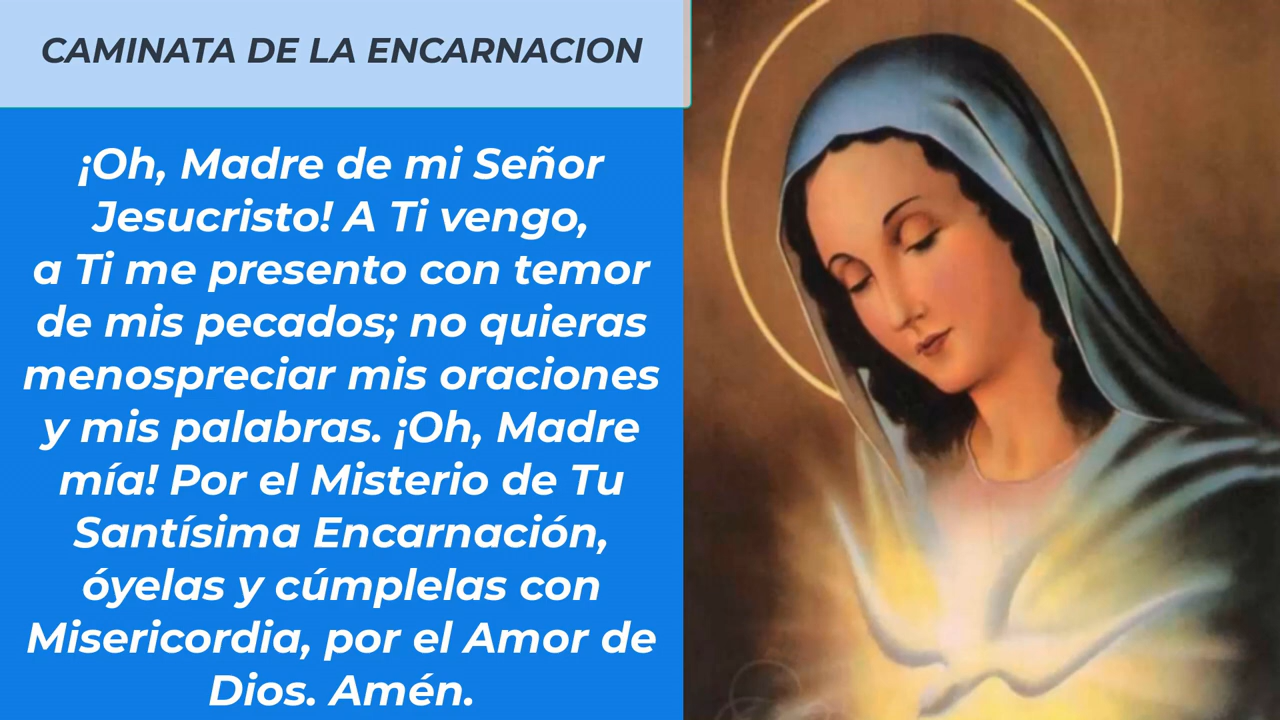 CAMINATA DE LA ENCARNACION
¡Oh, Madre de mi Señor
Jesucristo! A Ti vengo,
a Ti me presento con temor
de mis pecados; no quieras
menospreciar mis oraciones
y mis palabras. ¡Oh, Madre
mía! Por el Misterio de Tu
Santísima Encarnación,
óyelas y cúmplelas con
Misericordia, por el Amor de
Dios. Amén.